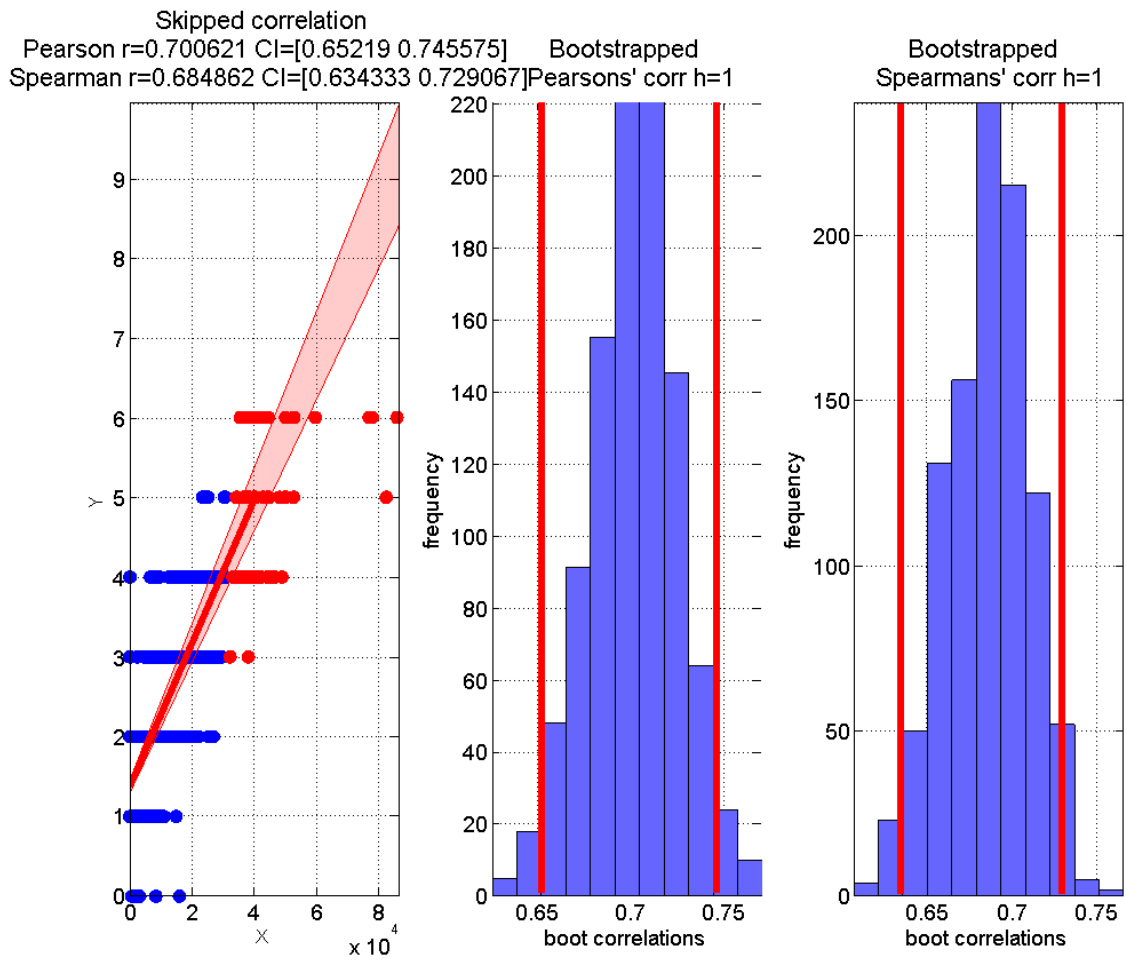 Skipped correlation
Pearson r=0.700621 CI=[0.65219 0.745575]
Spearman r=0.684862 CI=[0.634333 0.729067]
9
8
7
6
5
4
3
2
1
0
Y
0 2 4 6 8
X
x 10^4
Bootstrapped
Pearsons' corr h=1
220
200
180
160
140
120
100
80
60
40
20
0
frequency
0.65 0.7 0.75
boot correlations
Bootstrapped
Spearmans' corr h=1
200
150
100
50
0
frequency
0.65 0.7 0.75
boot correlations